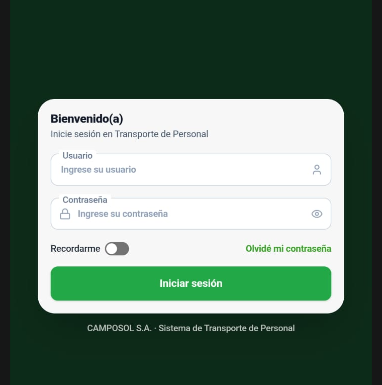 Bienvenido(a)
Inicie sesión en Transporte de Personal
Usuario
Ingrese su usuario
Contraseña
Ingrese su contraseña
Recordarme Olvidé mi contraseña
Iniciar sesión
CAMPOSOL S.A. · Sistema de Transporte de Personal